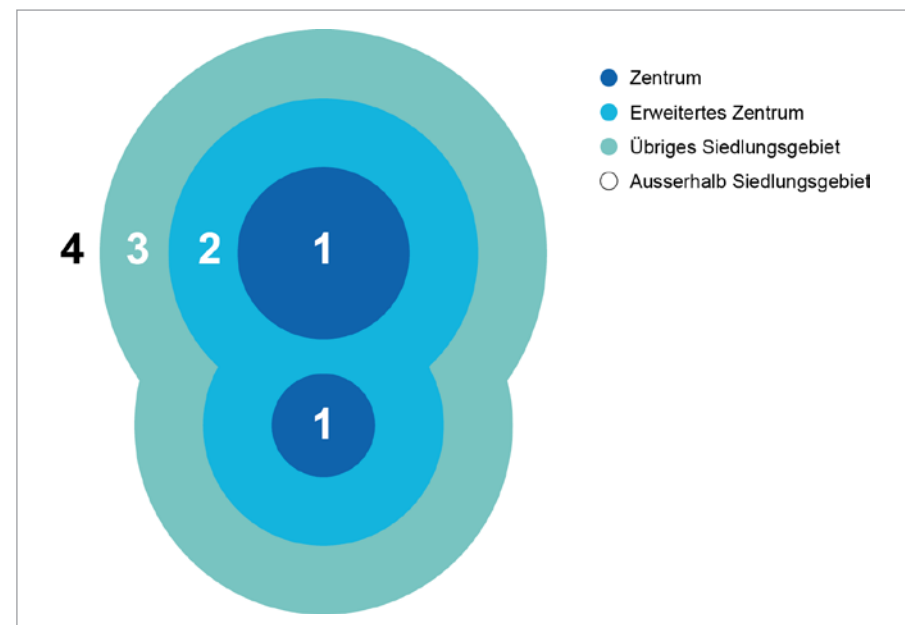 Zentrum
Erweitertes Zentrum
Übriges Siedlungsgebiet
Ausserhalb Siedlungsgebiet
4 3 2 1
1